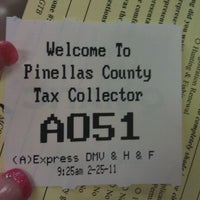 Welcome To
Pinellas County
Tax Collector
A051
(A)Express DMV & H & F
9:25am 2-25-11